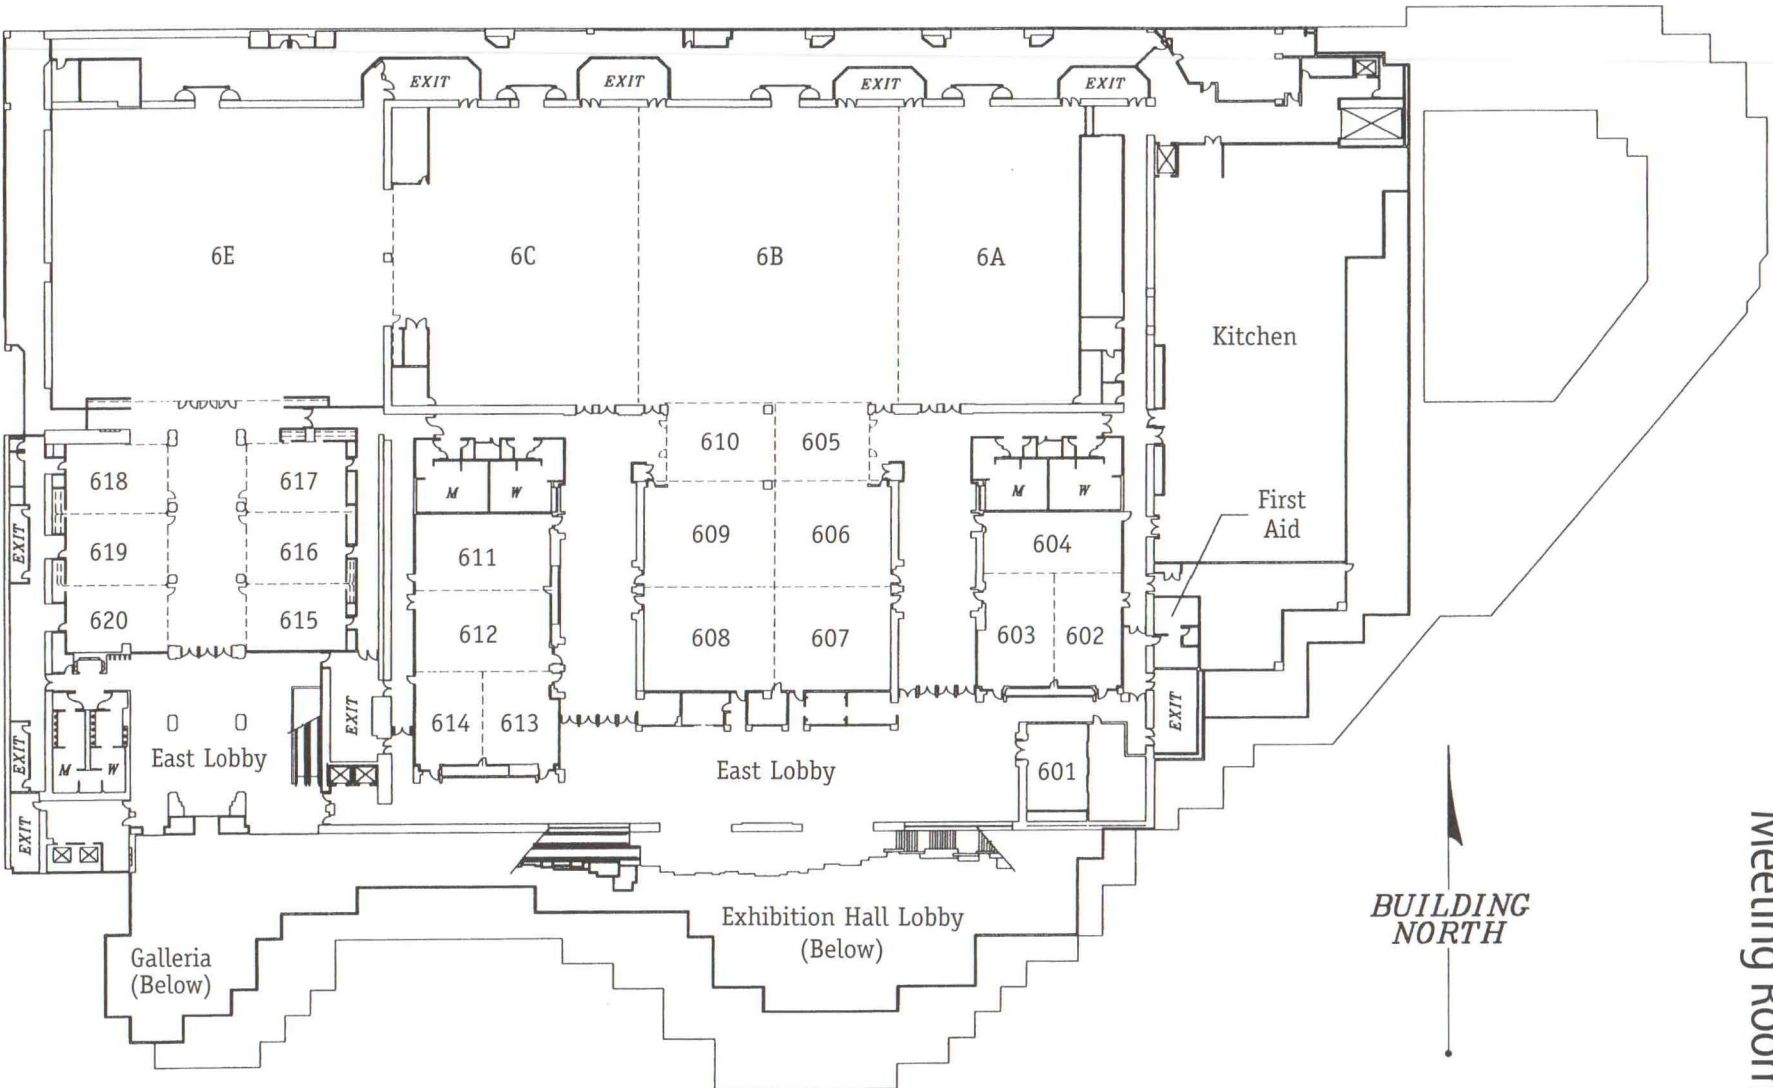 EXIT
EXIT
EXIT
EXIT
6E
6C
6B
6A
Kitchen
610
605
618
617
M
W
M
W
First
Aid
609
606
604
EXIT
619
616
611
620
615
612
608
607
603
602
EXIT
EXIT
614
613
EXIT
East Lobby
M
W
East Lobby
601
EXIT
Exhibition Hall Lobby
(Below)
BUILDING
NORTH
Galleria
(Below)
Meeting Room